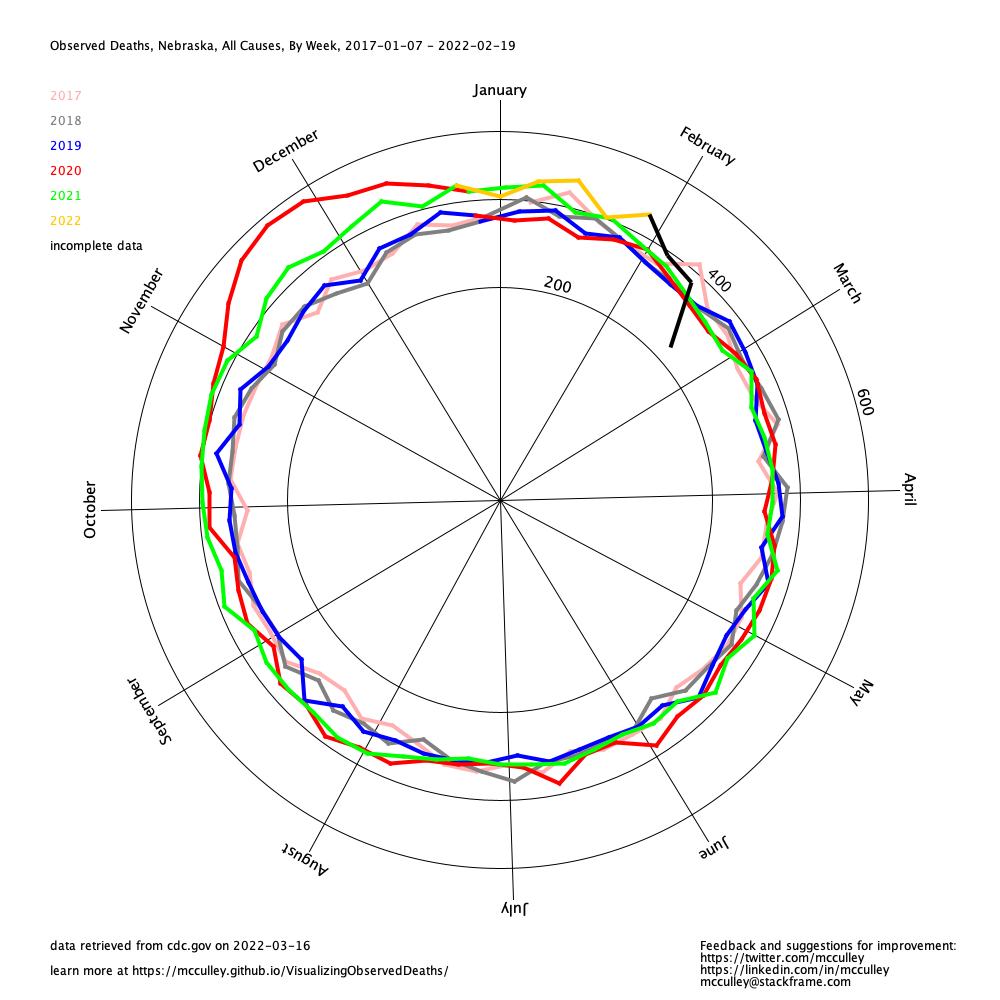 Observed Deaths, Nebraska, All Causes, By Week, 2017-01-07 - 2022-02-19
2017
2018
2019
2020
2021
2022
incomplete data
January
February
March
April
May
June
July
August
September
October
November
December
200
400
600
data retrieved from cdc.gov on 2022-03-16
learn more at https://mcculley.github.io/VisualizingObservedDeaths/
Feedback and suggestions for improvement:
https://twitter.com/mcculley
https://linkedin.com/in/mcculley
mcculley@stackframe.com